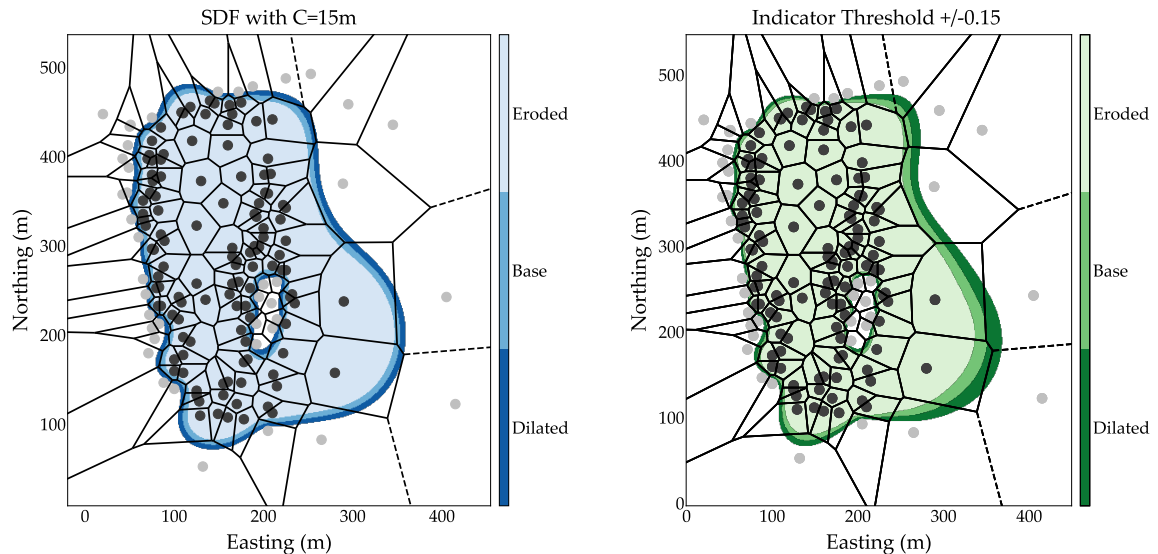 SDF with C=15m
500
400
300
200
100
0
100
200
300
400
Northing (m)
Easting (m)
Eroded
Base
Dilated
Indicator Threshold +/-0.15
500
400
300
200
100
0
0
100
200
300
400
Northing (m)
Easting (m)
Eroded
Base
Dilated